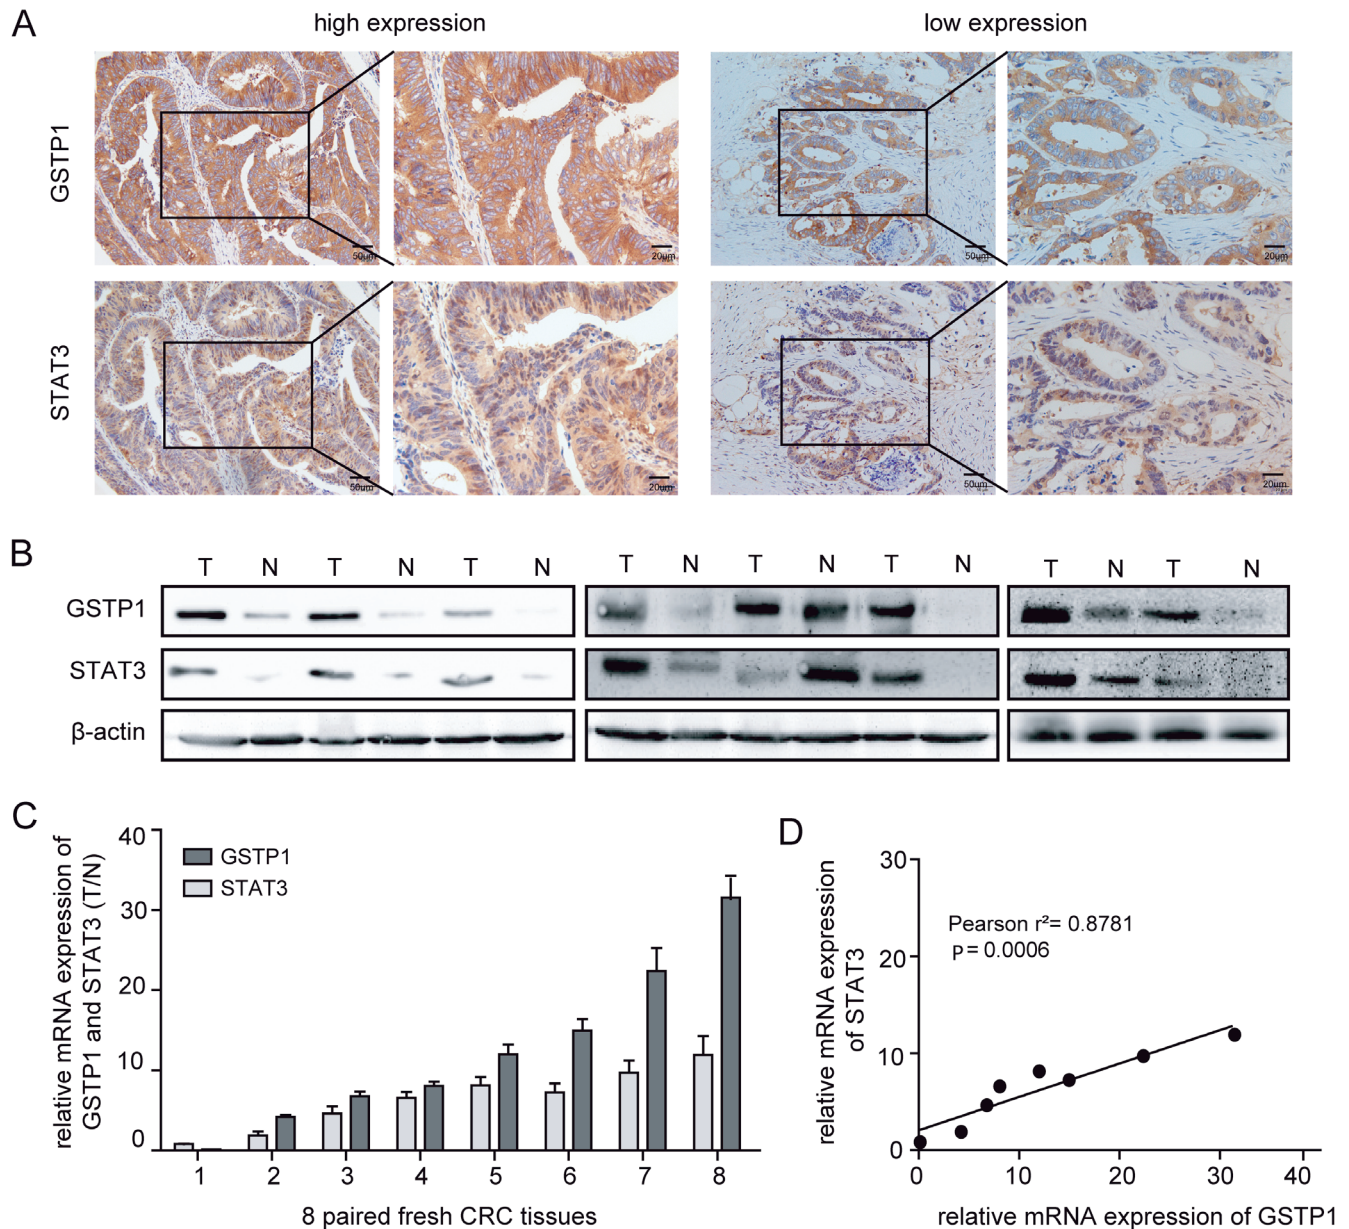 A
high expression
low expression
GSTP1
50μm
20μm
50μm
20μm
STAT3
50μm
20μm
50μm
20μm
B
T N T N T N
T N T N T N
T N T N
GSTP1
STAT3
β-actin
C
relative mRNA expression of
GSTP1 and STAT3 (T/N)
40
30
20
10
0
GSTP1
STAT3
1 2 3 4 5 6 7 8
8 paired fresh CRC tissues
D
relative mRNA expression
of STAT3
30
20
10
0
Pearson r²= 0.8781
p = 0.0006
0 10 20 30 40
relative mRNA expression of GSTP1